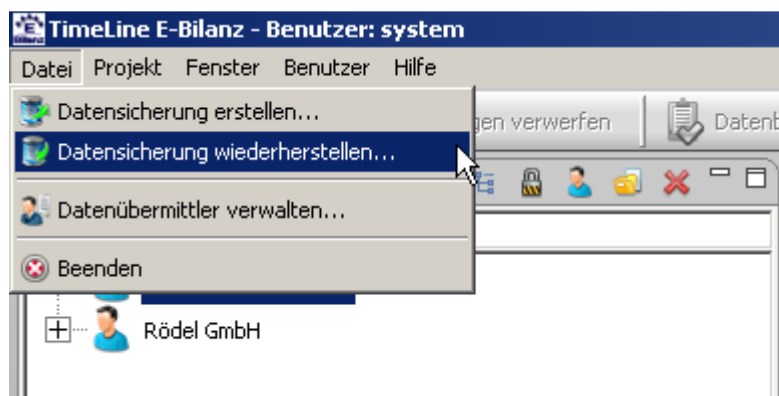 TimeLine E-Bilanz - Benutzer: system
Datei Projekt Fenster Benutzer Hilfe
Datensicherung erstellen...
gen verwerfen
Datensicherung wiederherstellen...
Datenübermittler verwalten...
Beenden
Rödel GmbH